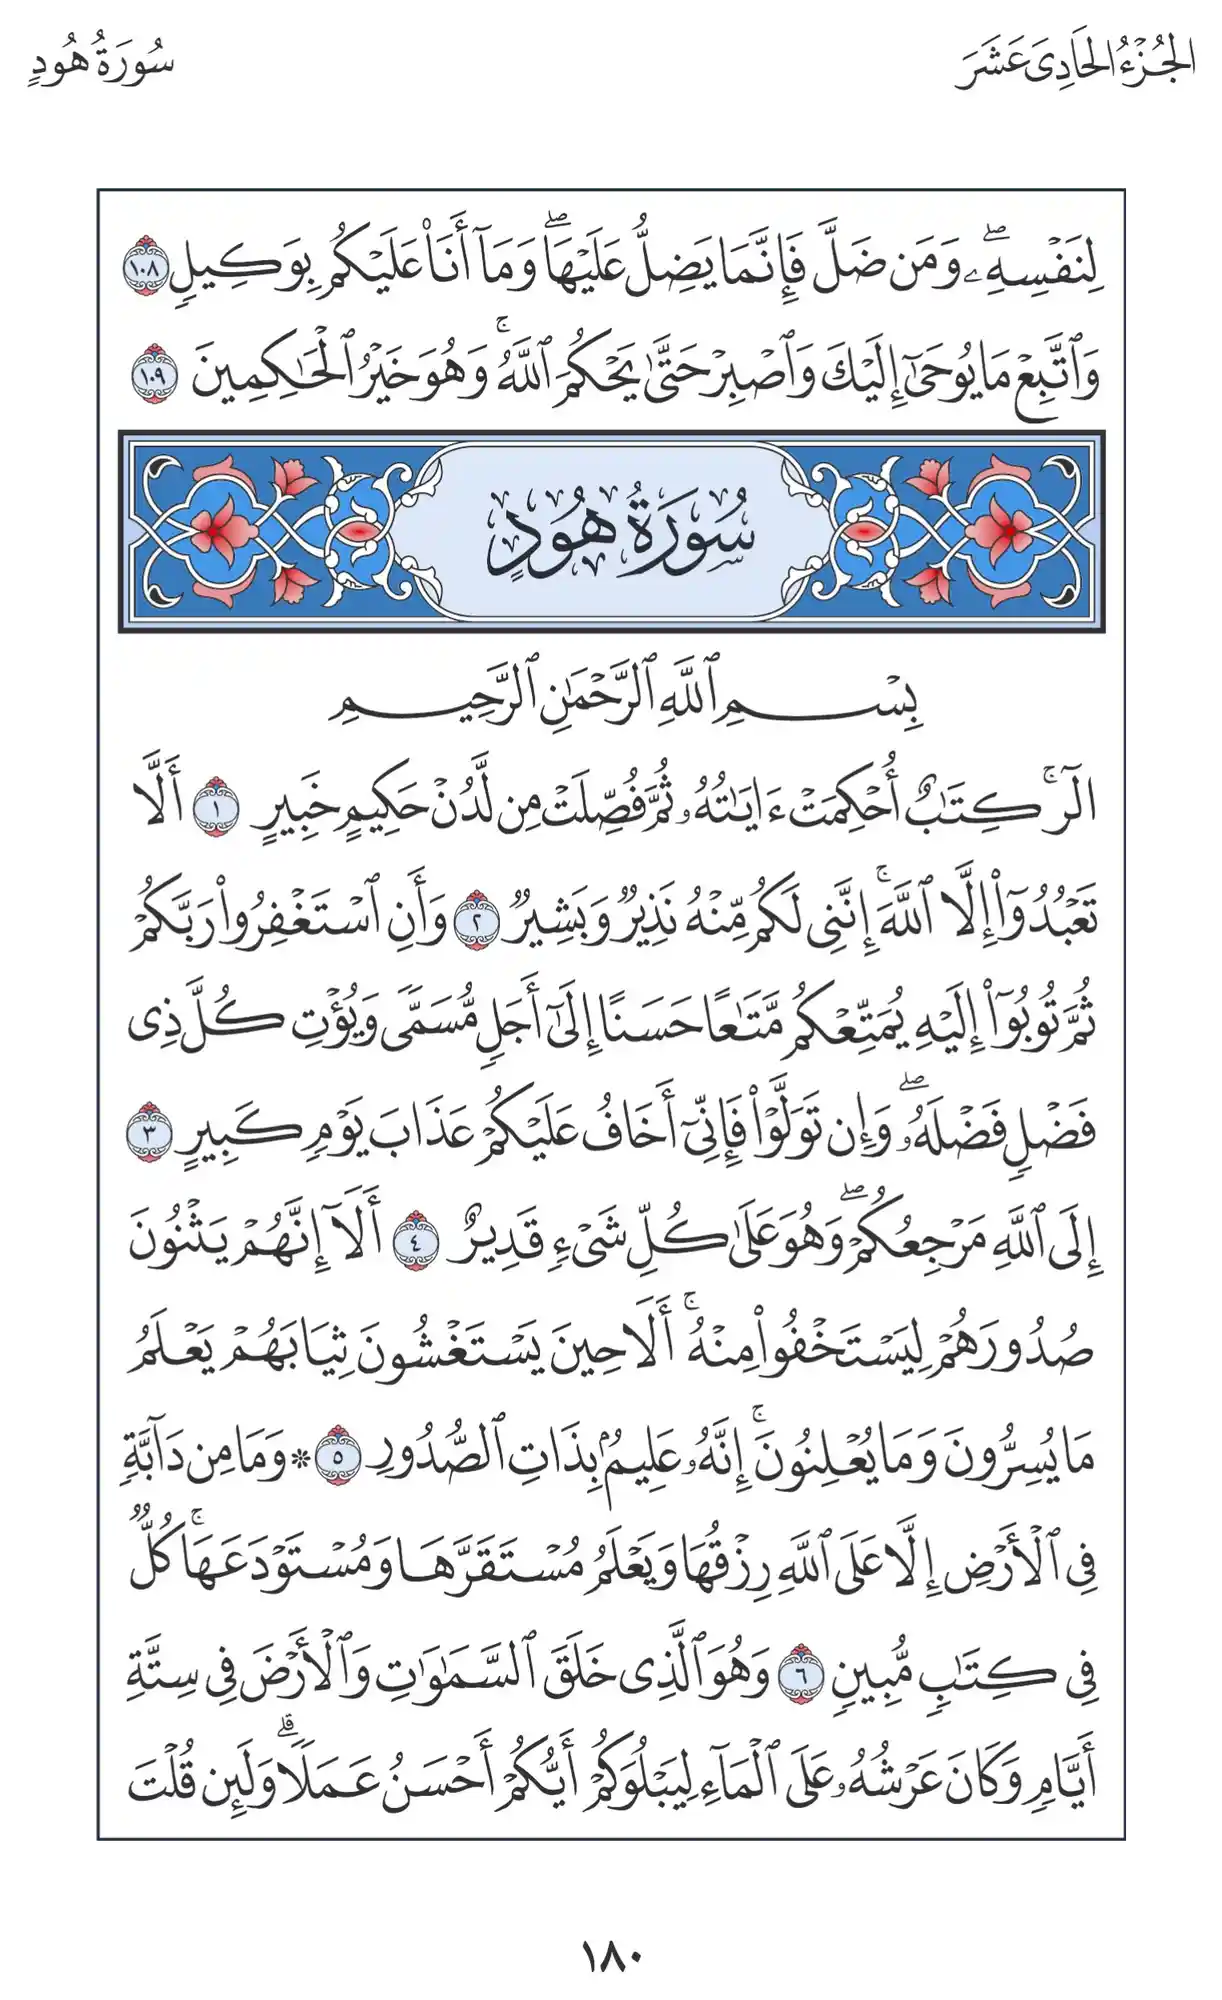 الجُزْءُ الحَادِيَ عَشَرَ
سُورَةُ هُودٍ
لِنَفْسِهِۦۖ وَمَن ضَلَّ فَإِنَّمَا يَضِلُّ عَلَيْهَاۖ وَمَآ أَنَا۠ عَلَيْكُم بِوَكِيلٍ ١٠٨
وَٱتَّبِعْ مَا يُوحَىٰٓ إِلَيْكَ وَٱصْبِرْ حَتَّىٰ يَحْكُمَ ٱللَّهُۚ وَهُوَ خَيْرُ ٱلْحَٰكِمِينَ ١٠٩
سُورَةُ هُودٍ
بِسْمِ ٱللَّهِ ٱلرَّحْمَٰنِ ٱلرَّحِيمِ
الٓرۚ كِتَٰبٌ أُحْكِمَتْ ءَايَٰتُهُۥ ثُمَّ فُصِّلَتْ مِن لَّدُنْ حَكِيمٍ خَبِيرٍ ١ أَلَّا
تَعْبُدُوٓا۟ إِلَّا ٱللَّهَۚ إِنَّنِى لَكُم مِّنْهُ نَذِيرٌ وَبَشِيرٌ ٢ وَأَنِ ٱسْتَغْفِرُوا۟ رَبَّكُمْ
ثُمَّ تُوبُوٓا۟ إِلَيْهِ يُمَتِّعْكُم مَّتَٰعًا حَسَنًا إِلَىٰٓ أَجَلٍ مُّسَمًّى وَيُؤْتِ كُلَّ ذِى
فَضْلٍ فَضْلَهُۥۖ وَإِن تَوَلَّوْا۟ فَإِنِّىٓ أَخَافُ عَلَيْكُمْ عَذَابَ يَوْمٍ كَبِيرٍ ٣
إِلَى ٱللَّهِ مَرْجِعُكُمْۖ وَهُوَ عَلَىٰ كُلِّ شَىْءٍ قَدِيرٌ ٤ أَلَآ إِنَّهُمْ يَثْنُونَ
صُدُورَهُمْ لِيَسْتَخْفُوا۟ مِنْهُۚ أَلَا حِينَ يَسْتَغْشُونَ ثِيَابَهُمْ يَعْلَمُ
مَا يُسِرُّونَ وَمَا يُعْلِنُونَۚ إِنَّهُۥ عَلِيمٌۢ بِذَاتِ ٱلصُّدُورِ ٥ * وَمَا مِن دَآبَّةٍ
فِى ٱلْأَرْضِ إِلَّا عَلَى ٱللَّهِ رِزْقُهَا وَيَعْلَمُ مُسْتَقَرَّهَا وَمُسْتَوْدَعَهَاۚ كُلٌّ
فِى كِتَٰبٍ مُّبِينٍ ٦ وَهُوَ ٱلَّذِى خَلَقَ ٱلسَّمَٰوَٰتِ وَٱلْأَرْضَ فِى سِتَّةِ
أَيَّامٍ وَكَانَ عَرْشُهُۥ عَلَى ٱلْمَآءِ لِيَبْلُوَكُمْ أَيُّكُمْ أَحْسَنُ عَمَلًاۗ وَلَئِن قُلْتَ
١٨٠